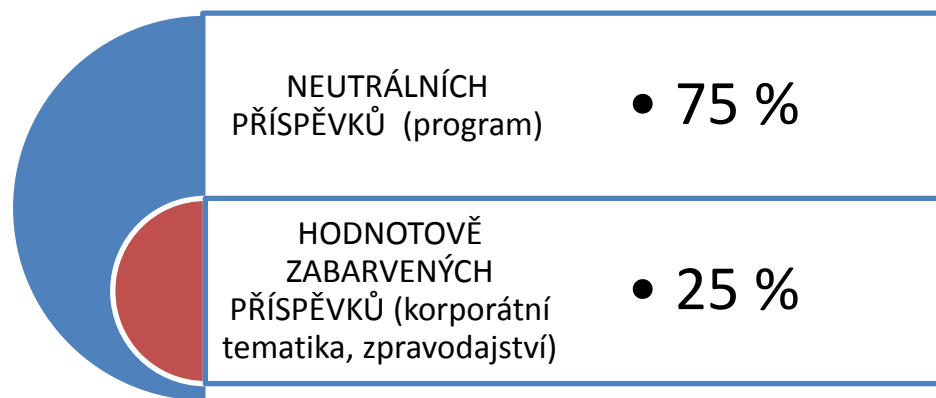 NEUTRÁLNÍCH
PŘÍSPĚVKŮ (program)
• 75 %
HODNOTOVĚ
ZABARVENÝCH
PŘÍSPĚVKŮ (korporátní
tematika, zpravodajství)
• 25 %